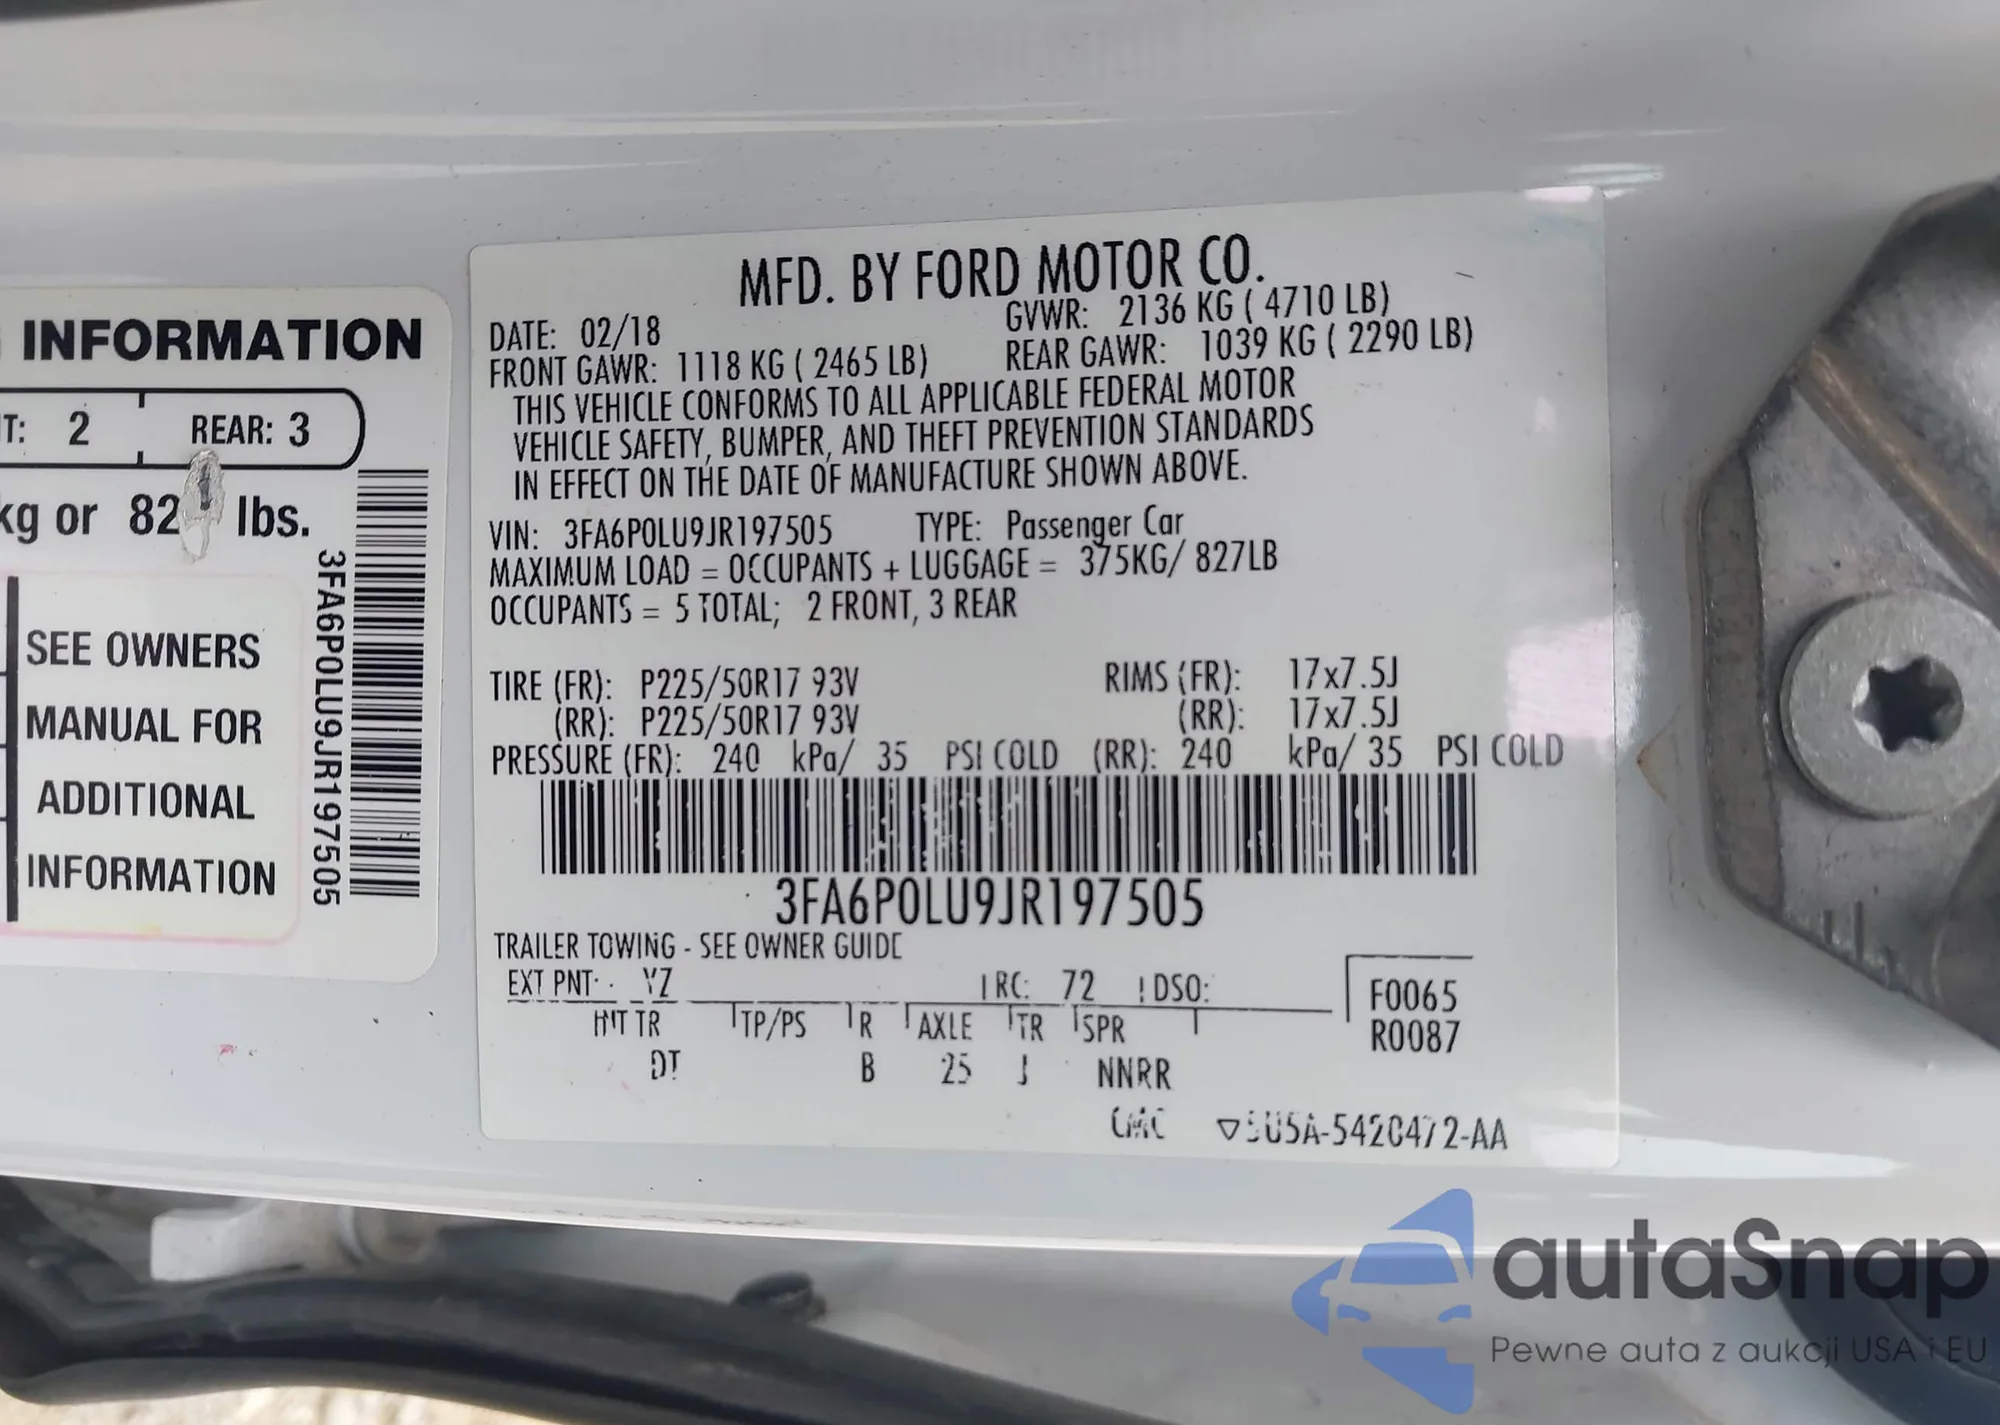 INFORMATION
T: 2 REAR: 3
kg or 827 lbs.
SEE OWNERS
MANUAL FOR
ADDITIONAL
INFORMATION
3FA6P0LU9JR197505
MFD. BY FORD MOTOR CO.
DATE: 02/18 GVWR: 2136 KG ( 4710 LB)
FRONT GAWR: 1118 KG ( 2465 LB) REAR GAWR: 1039 KG ( 2290 LB)
THIS VEHICLE CONFORMS TO ALL APPLICABLE FEDERAL MOTOR
VEHICLE SAFETY, BUMPER, AND THEFT PREVENTION STANDARDS
IN EFFECT ON THE DATE OF MANUFACTURE SHOWN ABOVE.
VIN: 3FA6P0LU9JR197505 TYPE: Passenger Car
MAXIMUM LOAD = OCCUPANTS + LUGGAGE = 375KG/ 827LB
OCCUPANTS = 5 TOTAL; 2 FRONT, 3 REAR
TIRE (FR): P225/50R17 93V RIMS (FR): 17x7.5J
(RR): P225/50R17 93V (RR): 17x7.5J
PRESSURE (FR): 240 kPa/ 35 PSI COLD (RR): 240 kPa/ 35 PSI COLD
3FA6P0LU9JR197505
TRAILER TOWING - SEE OWNER GUIDE
EXT PNT: YZ RC: 72 DSO:
F0065
R0087
INT TR TP/PS R AXLE TR SPR
DT B 25 J NNRR
autaSnap
Pewne auta z aukcji USA i EU